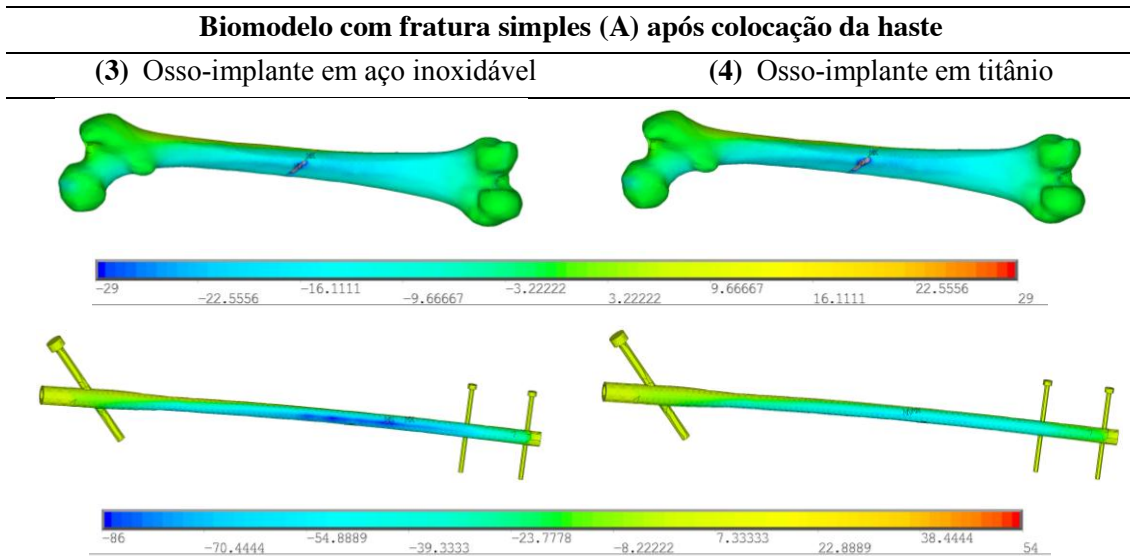 Biomodelo com fratura simples (A) após colocação da haste
(3) Osso-implante em aço inoxidável
(4) Osso-implante em titânio
-29 -22.5556 -16.1111 -9.66667 -3.22222 3.22222 9.66667 16.1111 22.5556 29
-86 -70.4444 -54.8889 -39.3333 -23.7778 -8.22222 7.33333 22.8889 38.4444 54